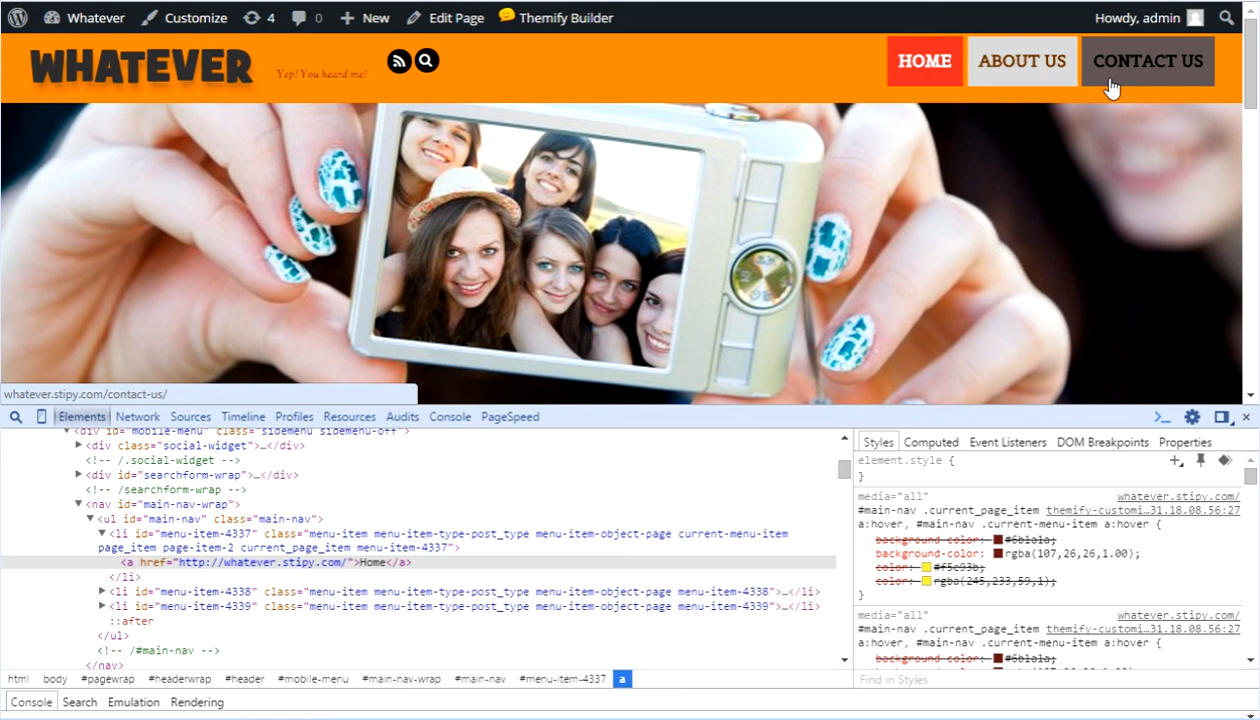 Whatever Customize 4 0 New Edit Page Themify Builder Howdy, admin
WHATEVER Yep! You heard me! HOME ABOUT US CONTACT US
whatever.stipy.com/contact-us/
Elements Network Sources Timeline Profiles Resources Audits Console PageSpeed
<div id="mobile-menu" class="sidemenu sidemenu-off">
<div class="social-widget">…</div>
<!-- /.social-widget -->
<div id="searchform-wrap">…</div>
<!-- /searchform-wrap -->
<nav id="main-nav-wrap">
<ul id="main-nav" class="main-nav">
<li id="menu-item-4337" class="menu-item menu-item-type-post_type menu-item-object-page current-menu-item
page_item page-item-2 current_page_item menu-item-4337">
<a href="http://whatever.stipy.com/">Home</a>
</li>
<li id="menu-item-4338" class="menu-item menu-item-type-post_type menu-item-object-page menu-item-4338">…</li>
<li id="menu-item-4339" class="menu-item menu-item-type-post_type menu-item-object-page menu-item-4339">…</li>
::after
</ul>
<!-- /#main-nav -->
</nav>
html body #pagewrap #headerwrap #header #mobile-menu #main-nav-wrap #main-nav #menu-item-4337 a
Styles Computed Event Listeners DOM Breakpoints Properties
element.style {
}
media="all" whatever.stipy.com/
#main-nav .current_page_item themify-customi…31.18.08.56:27
a:hover, #main-nav .current-menu-item a:hover {
background-color: #6b1a1a;
background-color: rgba(107,26,26,1.00);
color: #f5e93b;
color: rgba(245,233,59,1);
}
media="all" whatever.stipy.com/
#main-nav .current_page_item themify-customi…31.18.08.56:27
a:hover, #main-nav .current-menu-item a:hover {
background-color: #6b1a1a;
Find in Styles
Console Search Emulation Rendering